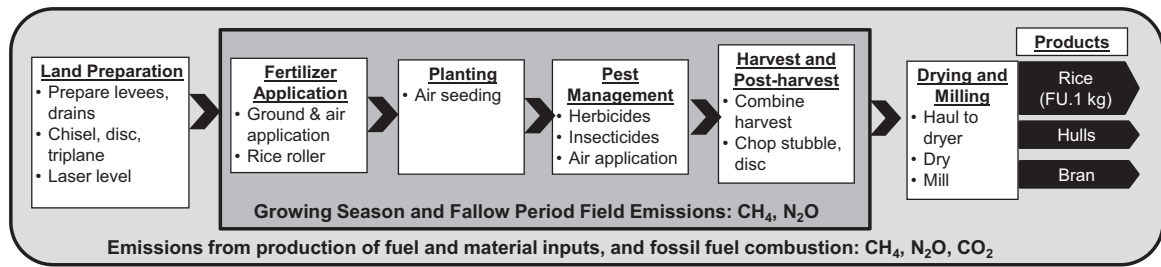 Land Preparation
• Prepare levees,
drains
• Chisel, disc,
triplane
• Laser level
Fertilizer
Application
• Ground & air
application
• Rice roller
Planting
• Air seeding
Pest
Management
• Herbicides
• Insecticides
• Air application
Harvest and
Post-harvest
• Combine
harvest
• Chop stubble,
disc
Drying and
Milling
• Haul to
dryer
• Dry
• Mill
Products
Rice
(FU.1 kg)
Hulls
Bran
Growing Season and Fallow Period Field Emissions: CH₄, N₂O
Emissions from production of fuel and material inputs, and fossil fuel combustion: CH₄, N₂O, CO₂